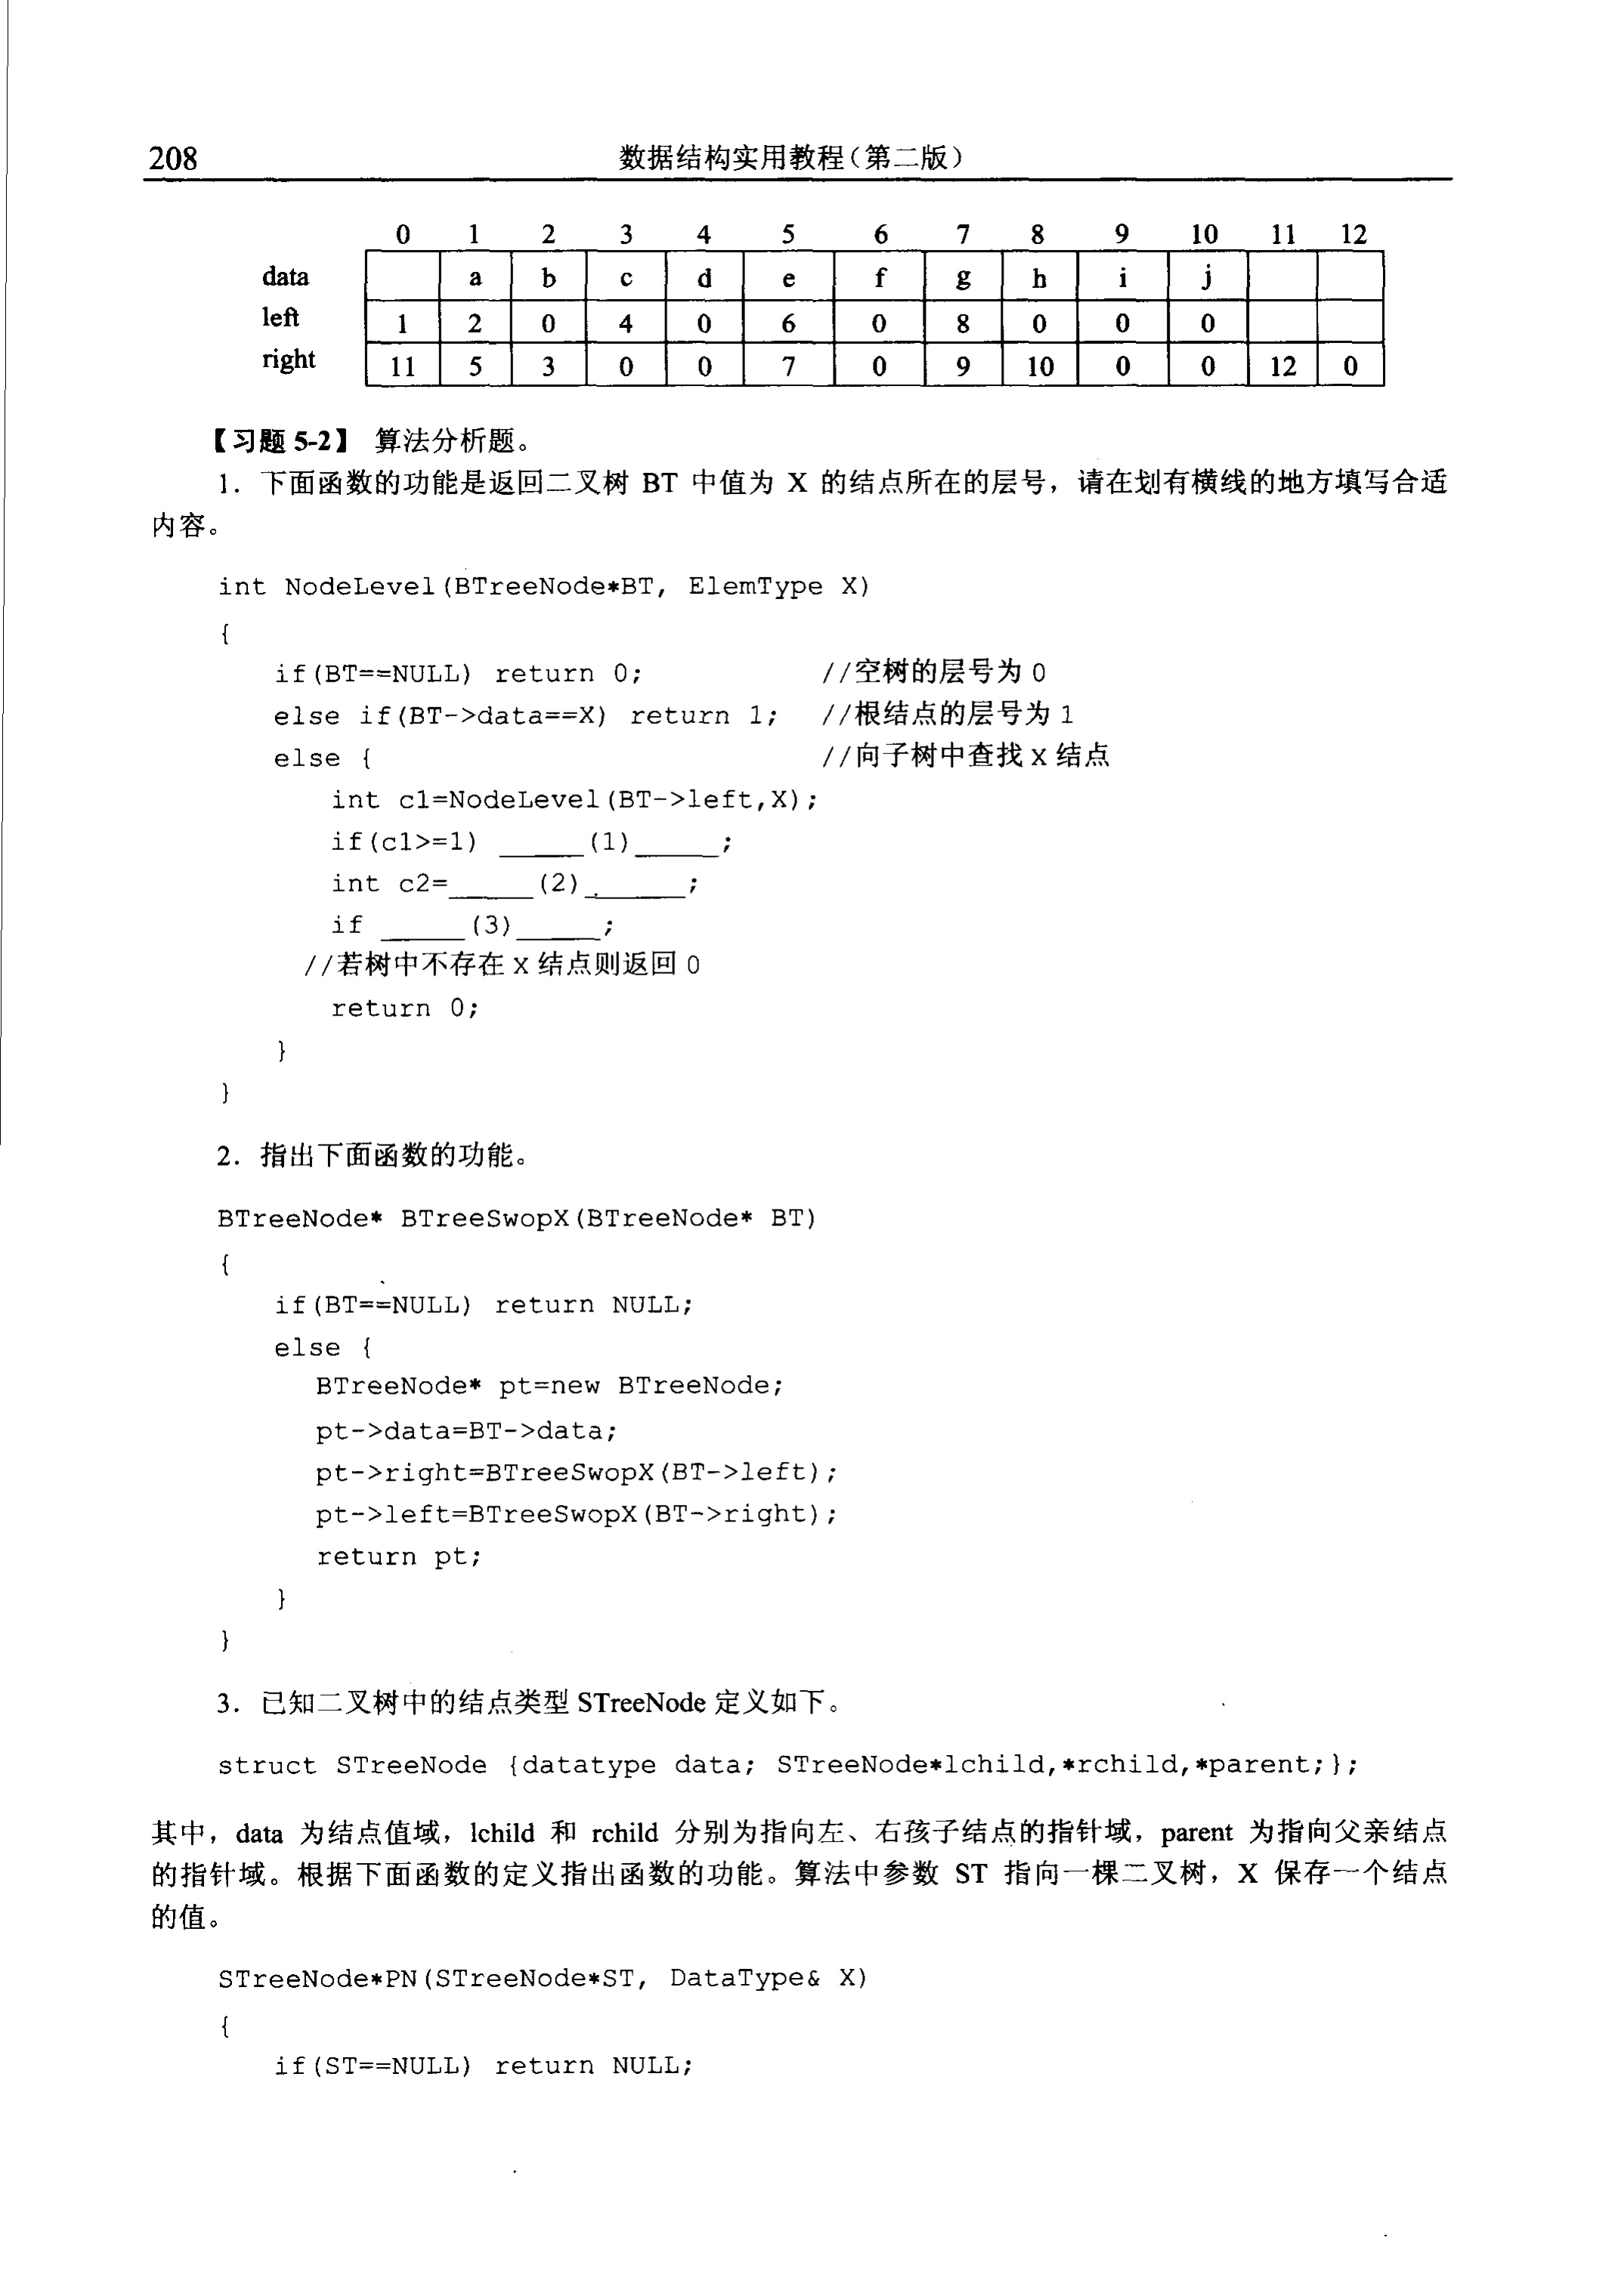 208 数据结构实用教程(第二版)
0 1 2 3 4 5 6 7 8 9 10 11 12
data a b c d e f g h i j
left 1 2 0 4 0 6 0 8 0 0 0
right 11 5 3 0 0 7 0 9 10 0 0 12 0
【习题 5-2】 算法分析题。
1. 下面函数的功能是返回二叉树 BT 中值为 X 的结点所在的层号，请在划有横线的地方填写合适
内容。
int NodeLevel(BTreeNode*BT, ElemType X)
{
if(BT==NULL) return 0; //空树的层号为 0
else if(BT->data==X) return 1; //根结点的层号为 1
else { //向子树中查找 X 结点
int c1=NodeLevel(BT->left,X);
if(c1>=1) _____(1)_____;
int c2=_____(2)______;
if _____(3)_____;
//若树中不存在 X 结点则返回 0
return 0;
}
}
2. 指出下面函数的功能。
BTreeNode* BTreeSwopX(BTreeNode* BT)
{
if(BT==NULL) return NULL;
else {
BTreeNode* pt=new BTreeNode;
pt->data=BT->data;
pt->right=BTreeSwopX(BT->left);
pt->left=BTreeSwopX(BT->right);
return pt;
}
}
3. 已知二叉树中的结点类型 STreeNode 定义如下。
struct STreeNode {datatype data; STreeNode*lchild,*rchild,*parent;};
其中，data 为结点值域，lchild 和 rchild 分别为指向左、右孩子结点的指针域，parent 为指向父亲结点
的指针域。根据下面函数的定义指出函数的功能。算法中参数 ST 指向一棵二叉树，X 保存一个结点
的值。
STreeNode*PN(STreeNode*ST, DataType& X)
{
if(ST==NULL) return NULL;